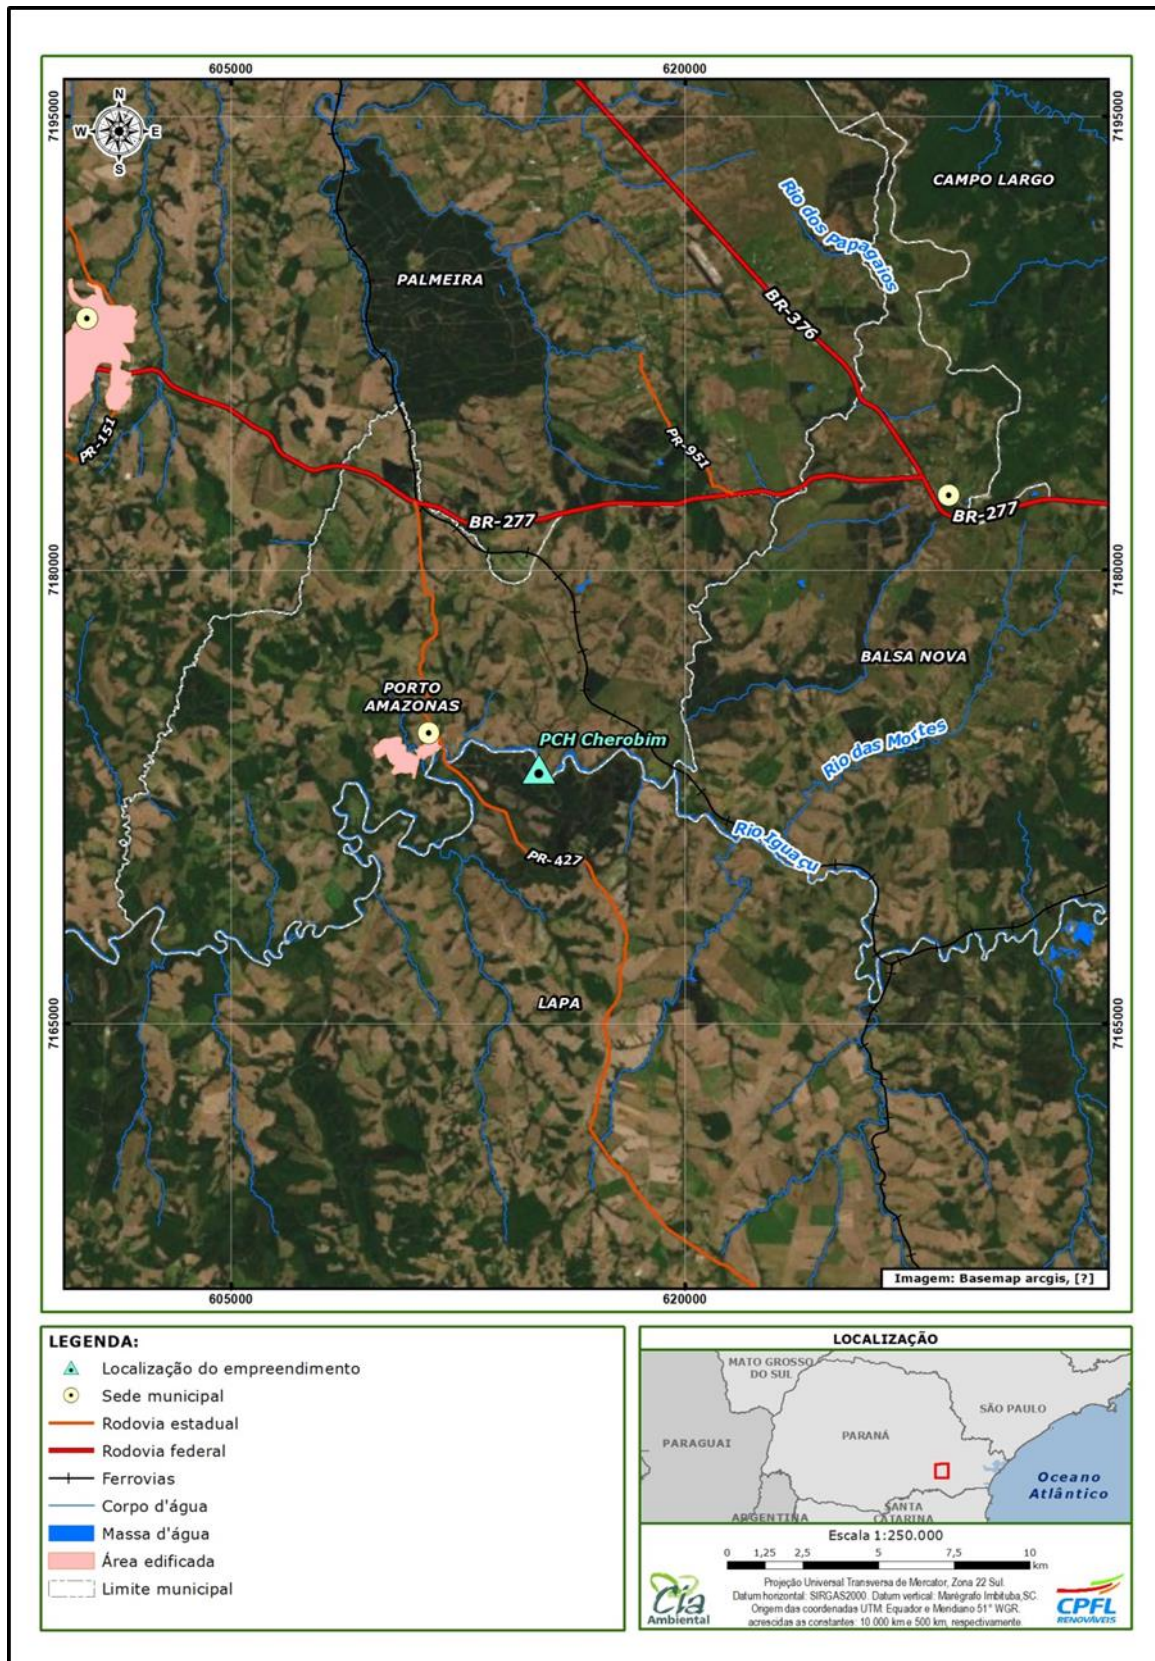 605000
620000
7195000
7195000
N
W
E
S
CAMPO LARGO
Rio dos Papagaios
PALMEIRA
BR-376
PR-151
PR-951
BR-277
BR-277
7180000
7180000
BALSA NOVA
PORTO
AMAZONAS
PCH Cherobim
Rio das Mortes
Rio Iguaçu
PR-427
LAPA
7165000
7165000
Imagem: Basemap arcgis, [?]
605000
620000
LEGENDA:
Localização do empreendimento
Sede municipal
Rodovia estadual
Rodovia federal
Ferrovias
Corpo d'água
Massa d'água
Área edificada
Limite municipal
LOCALIZAÇÃO
MATO GROSSO
DO SUL
SÃO PAULO
PARANÁ
PARAGUAI
Oceano
Atlântico
SANTA
CATARINA
ARGENTINA
Escala 1:250.000
0 1,25 2,5 5 7,5 10
km
Projeção Universal Transversa de Mercator, Zona 22 Sul.
Datum horizontal: SIRGAS2000. Datum vertical: Marégrafo Imbituba,SC.
Origem das coordenadas UTM: Equador e Meridiano 51° WGR.
acrescidas as constantes: 10 000 km e 500 km, respectivamente.
Cia
Ambiental
CPFL
RENOVÁVEIS